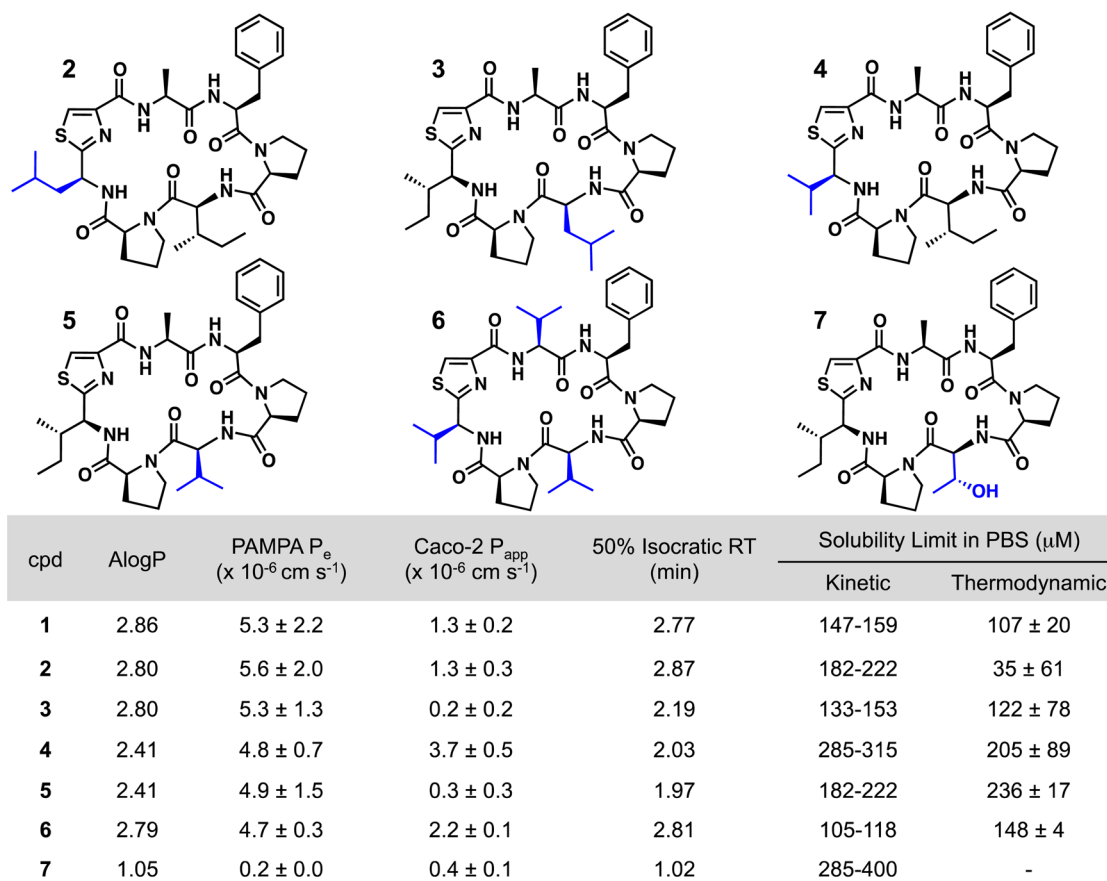 2
3
4
5
6
7
cpd AlogP PAMPA Pe (x 10-6 cm s-1) Caco-2 Papp (x 10-6 cm s-1) 50% Isocratic RT (min) Solubility Limit in PBS (μM)
Kinetic Thermodynamic
1 2.86 5.3 ± 2.2 1.3 ± 0.2 2.77 147-159 107 ± 20
2 2.80 5.6 ± 2.0 1.3 ± 0.3 2.87 182-222 35 ± 61
3 2.80 5.3 ± 1.3 0.2 ± 0.2 2.19 133-153 122 ± 78
4 2.41 4.8 ± 0.7 3.7 ± 0.5 2.03 285-315 205 ± 89
5 2.41 4.9 ± 1.5 0.3 ± 0.3 1.97 182-222 236 ± 17
6 2.79 4.7 ± 0.3 2.2 ± 0.1 2.81 105-118 148 ± 4
7 1.05 0.2 ± 0.0 0.4 ± 0.1 1.02 285-400 -